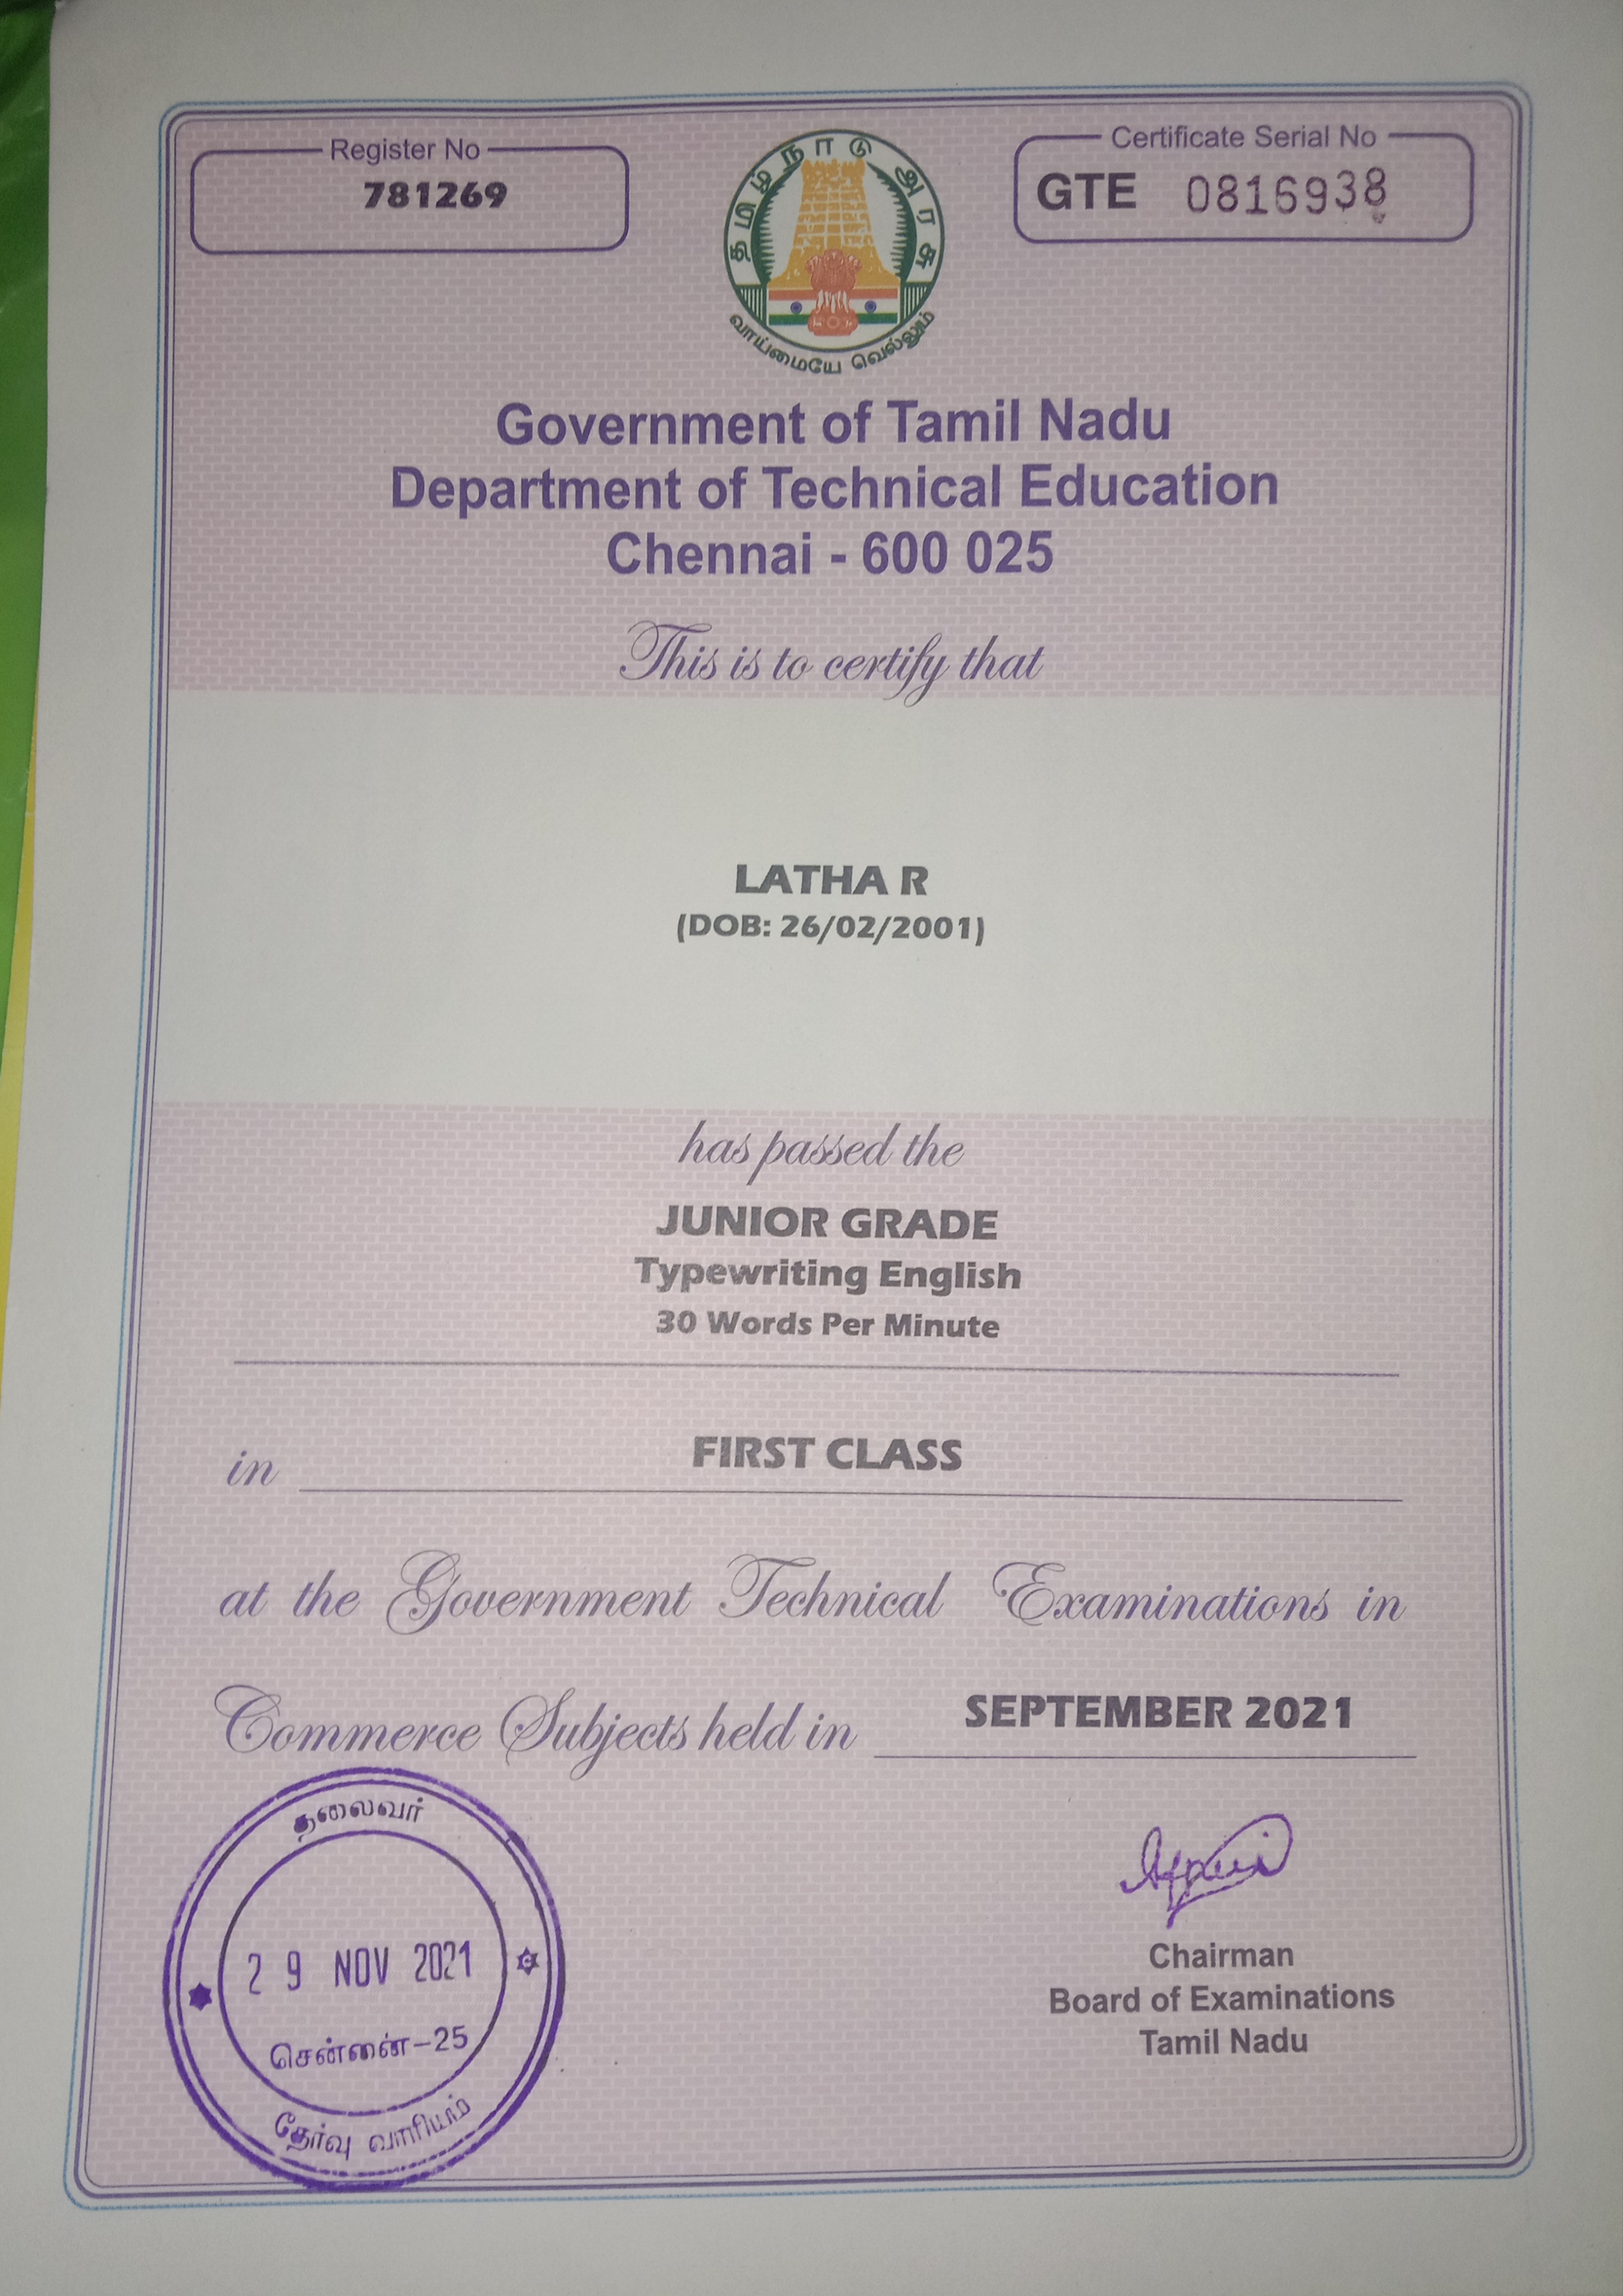 Register No
781269
தமிழ்நாடு அரசு
வாய்மையே வெல்லும்
Certificate Serial No
GTE 0816938
Government of Tamil Nadu
Department of Technical Education
Chennai - 600 025
This is to certify that
LATHA R
(DOB: 26/02/2001)
has passed the
JUNIOR GRADE
Typewriting English
30 Words Per Minute
in FIRST CLASS
at the Government Technical Examinations in
Commerce Subjects held in SEPTEMBER 2021
தலைவர்
29 NOV 2021
சென்னை-25
தேர்வு வாரியம்
Chairman
Board of Examinations
Tamil Nadu